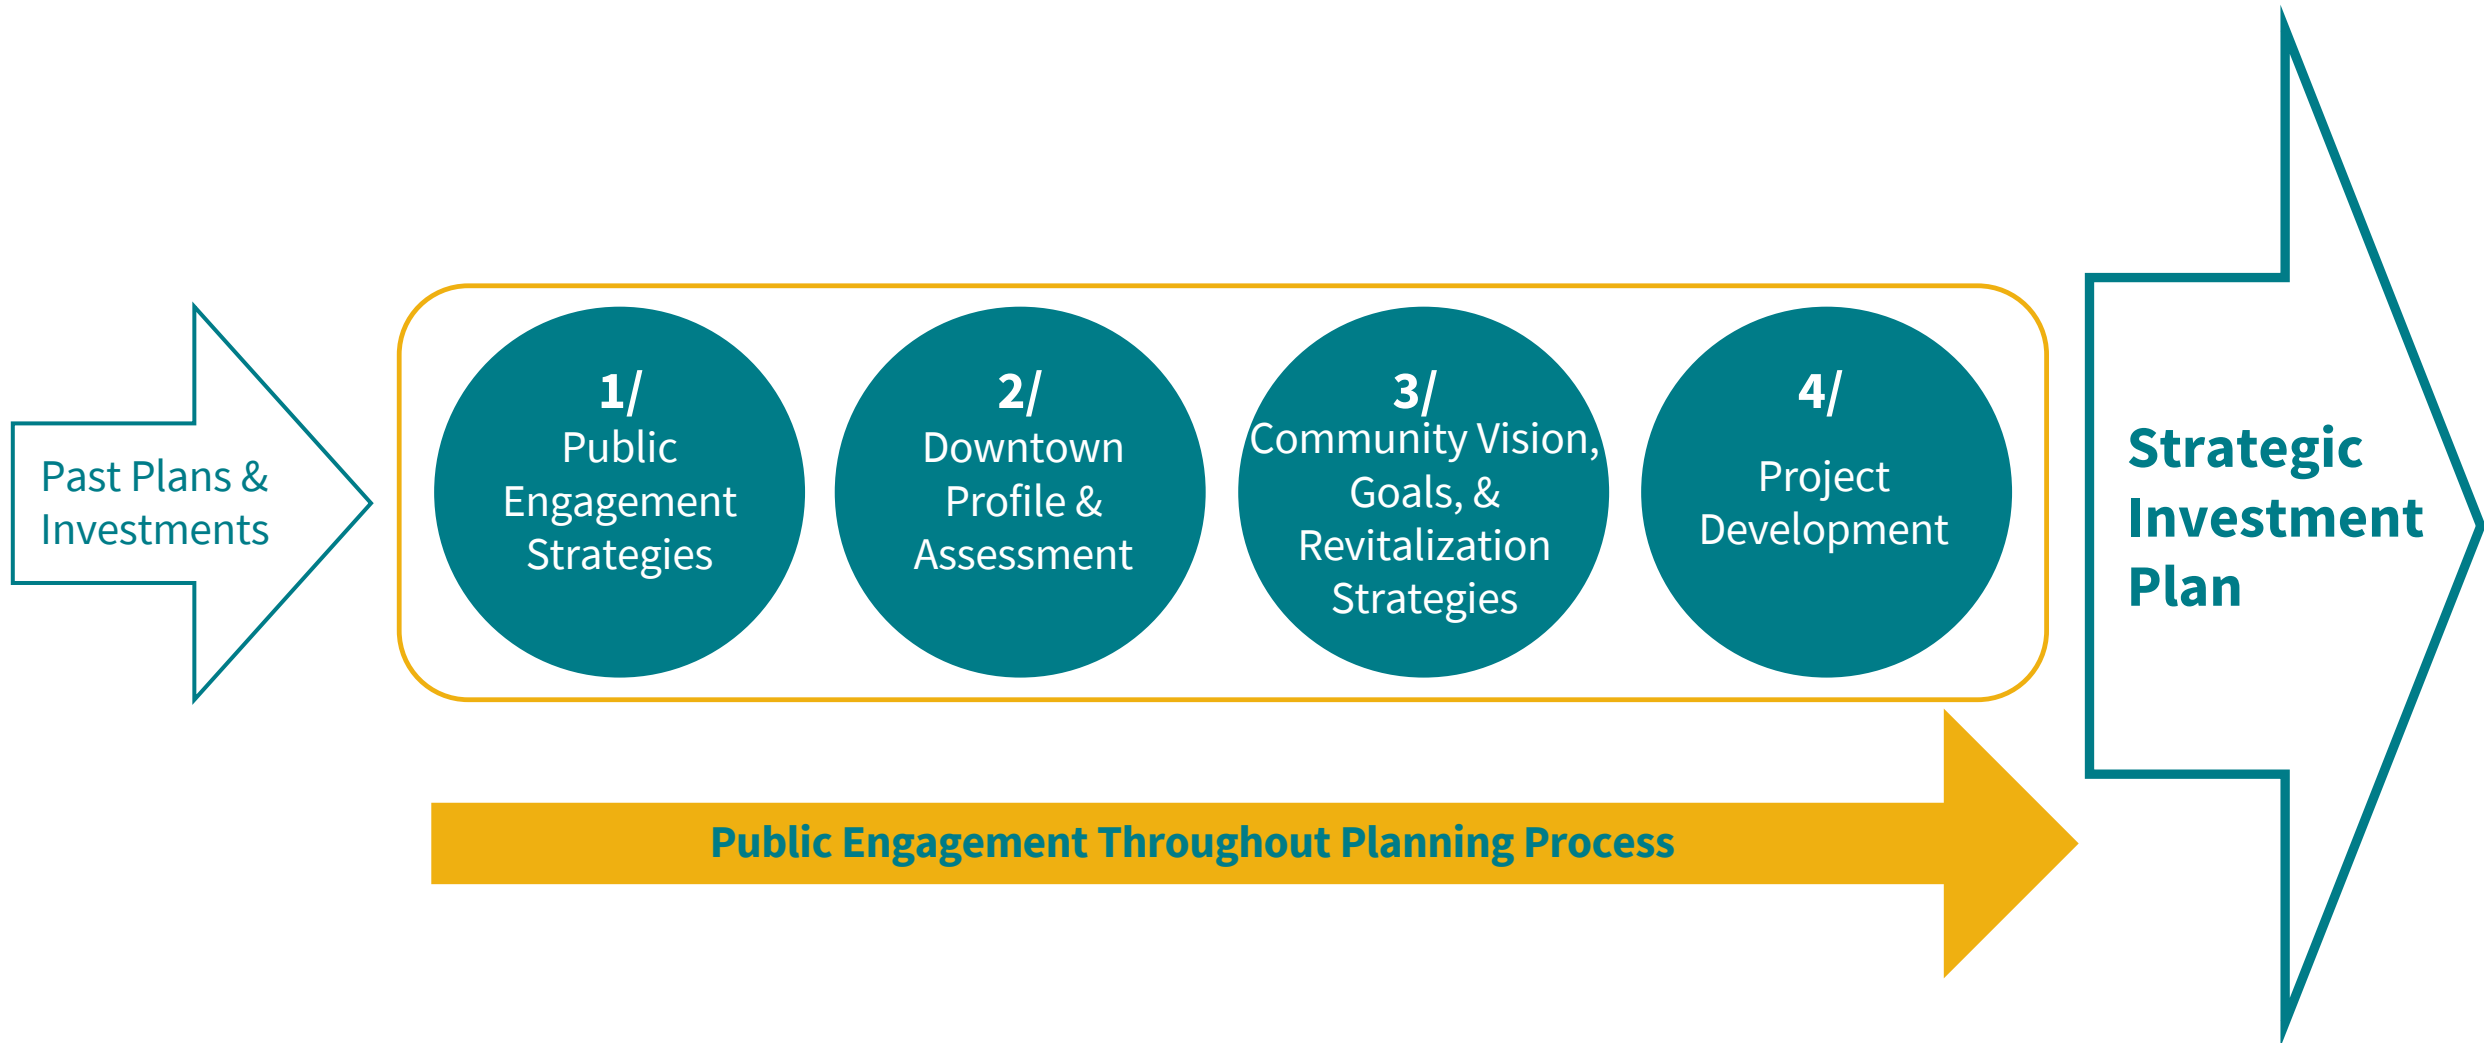 Past Plans &
Investments
1/
Public
Engagement
Strategies
2/
Downtown
Profile &
Assessment
3/
Community Vision,
Goals, &
Revitalization
Strategies
4/
Project
Development
Strategic
Investment
Plan
Public Engagement Throughout Planning Process